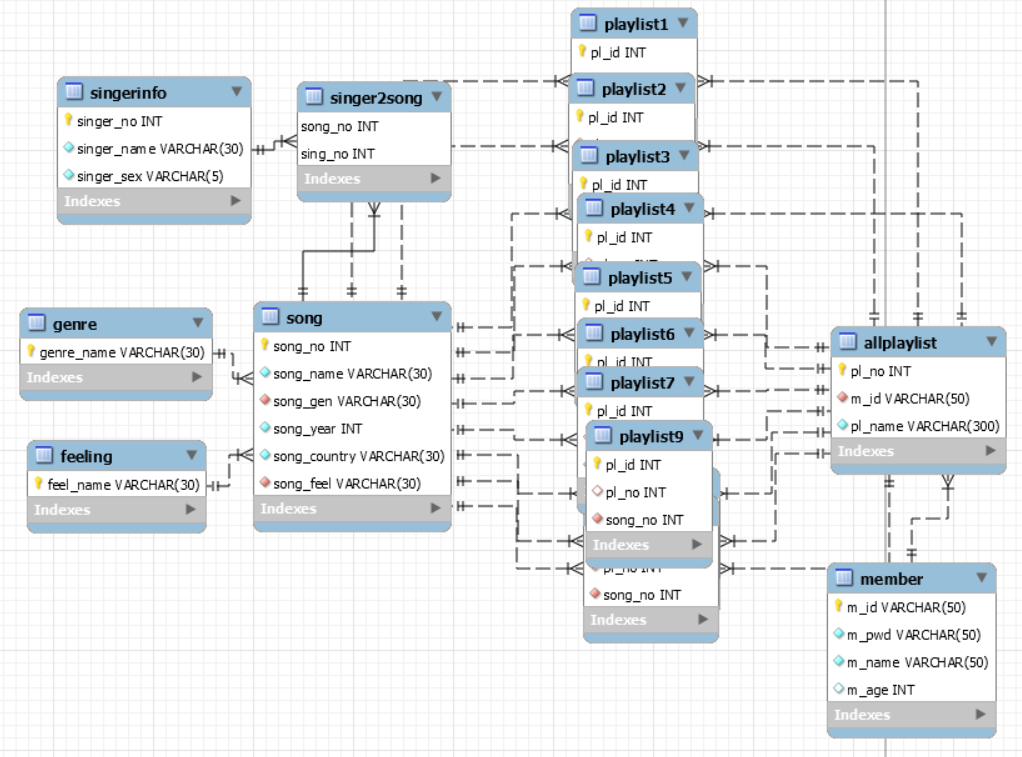 singerinfo
singer_no INT
singer_name VARCHAR(30)
singer_sex VARCHAR(5)
Indexes
singer2song
song_no INT
sing_no INT
Indexes
genre
genre_name VARCHAR(30)
Indexes
feeling
feel_name VARCHAR(30)
Indexes
song
song_no INT
song_name VARCHAR(30)
song_gen VARCHAR(30)
song_year INT
song_country VARCHAR(30)
song_feel VARCHAR(30)
Indexes
playlist1
pl_id INT
playlist2
pl_id INT
playlist3
pl_id INT
playlist4
pl_id INT
playlist5
pl_id INT
playlist6
pl_id INT
playlist7
pl_id INT
playlist9
pl_id INT
pl_no INT
song_no INT
Indexes
pl_no INT
song_no INT
Indexes
allplaylist
pl_no INT
m_id VARCHAR(50)
pl_name VARCHAR(300)
Indexes
member
m_id VARCHAR(50)
m_pwd VARCHAR(50)
m_name VARCHAR(50)
m_age INT
Indexes